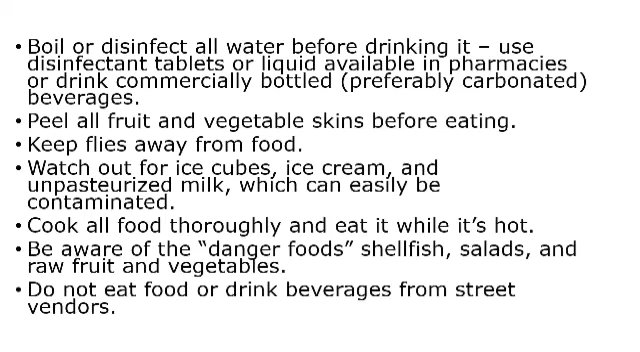 • Boil or disinfect all water before drinking it – use
disinfectant tablets or liquid available in pharmacies
or drink commercially bottled (preferably carbonated)
beverages.
• Peel all fruit and vegetable skins before eating.
• Keep flies away from food.
• Watch out for ice cubes, ice cream, and
unpasteurized milk, which can easily be
contaminated.
• Cook all food thoroughly and eat it while it’s hot.
• Be aware of the “danger foods” shellfish, salads, and
raw fruit and vegetables.
• Do not eat food or drink beverages from street
vendors.